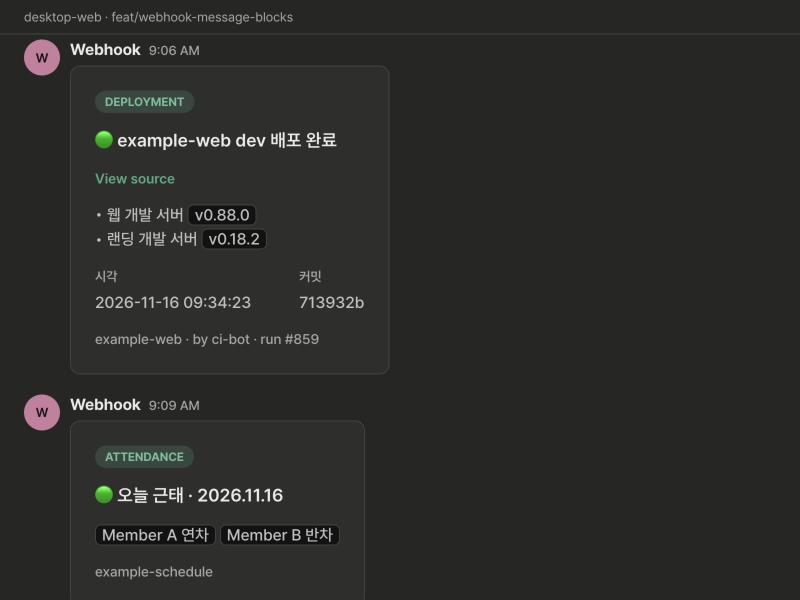 desktop-web · feat/webhook-message-blocks
W
Webhook 9:06 AM
DEPLOYMENT
🟢 example-web dev 배포 완료
View source
• 웹 개발 서버 v0.88.0
• 랜딩 개발 서버 v0.18.2
시각 커밋
2026-11-16 09:34:23 713932b
example-web · by ci-bot · run #859
W
Webhook 9:09 AM
ATTENDANCE
🟢 오늘 근태 · 2026.11.16
Member A 연차 Member B 반차
example-schedule